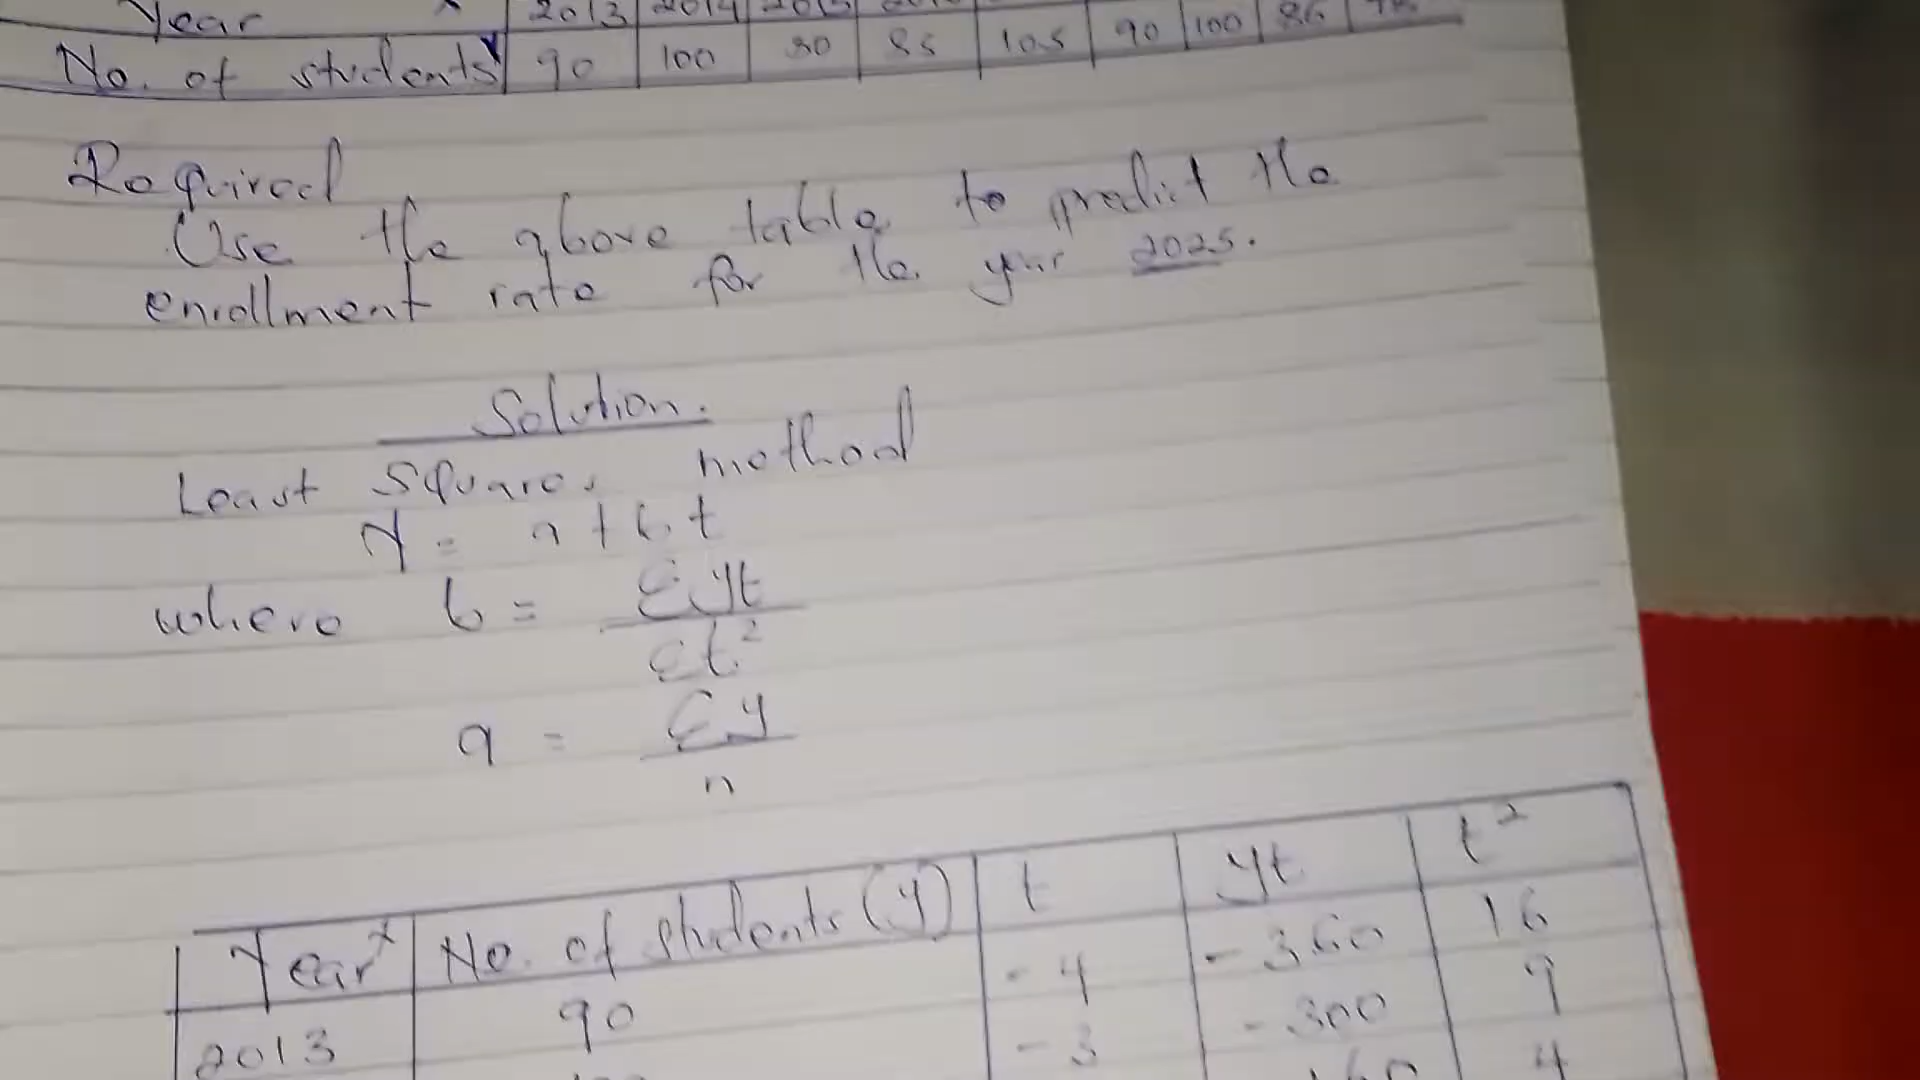 Year x 2013 2014 2015
No. of students Y 90 100 80 85 105 90 100 86
Required
Use the above table to predict the
enrollment rate for the year 2025.
Solution.
Least Squares method
Y = a + b t
where b = Σyt
Σt²
a = Σy
n
Year x No. of students (y) t yt t²
2013 90 -4 -360 16
-3 -300 9
160 4